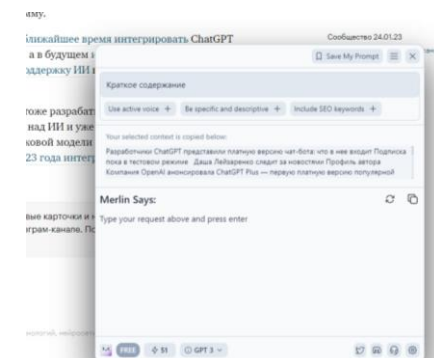 ближайшее время интегрировать ChatGPT
Сообщество 24.01.23
а в будущем
поддержку ИИ
Save My Prompt
Краткое содержание
Use active voice +
Be specific and descriptive +
Include SEO keywords +
тоже разрабат
над ИИ и уже
ковой модели
23 года интегр
Your selected context is copied below:
Разработчики ChatGPT представили платную версию чат-бота: что в нее входит Подписка
пока в тестовом режиме Даша Лейзаренко следит за новостями Профиль автора
Компания OpenAI анонсировала ChatGPT Plus — первую платную версию популярной
Merlin Says:
Type your request above and press enter
вые карточки и н
грам-канале. По
FREE
51
GPT 3